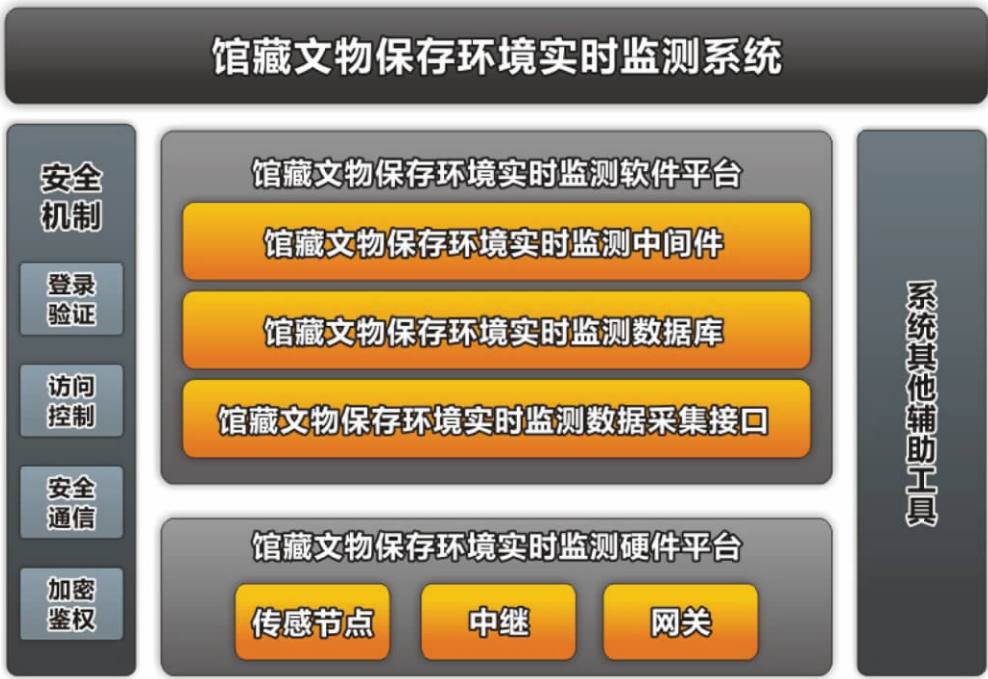 馆藏文物保存环境实时监测系统
安全
机制
登录
验证
访问
控制
安全
通信
加密
鉴权
馆藏文物保存环境实时监测软件平台
馆藏文物保存环境实时监测中间件
馆藏文物保存环境实时监测数据库
馆藏文物保存环境实时监测数据采集接口
馆藏文物保存环境实时监测硬件平台
传感节点
中继
网关
系统其他辅助工具